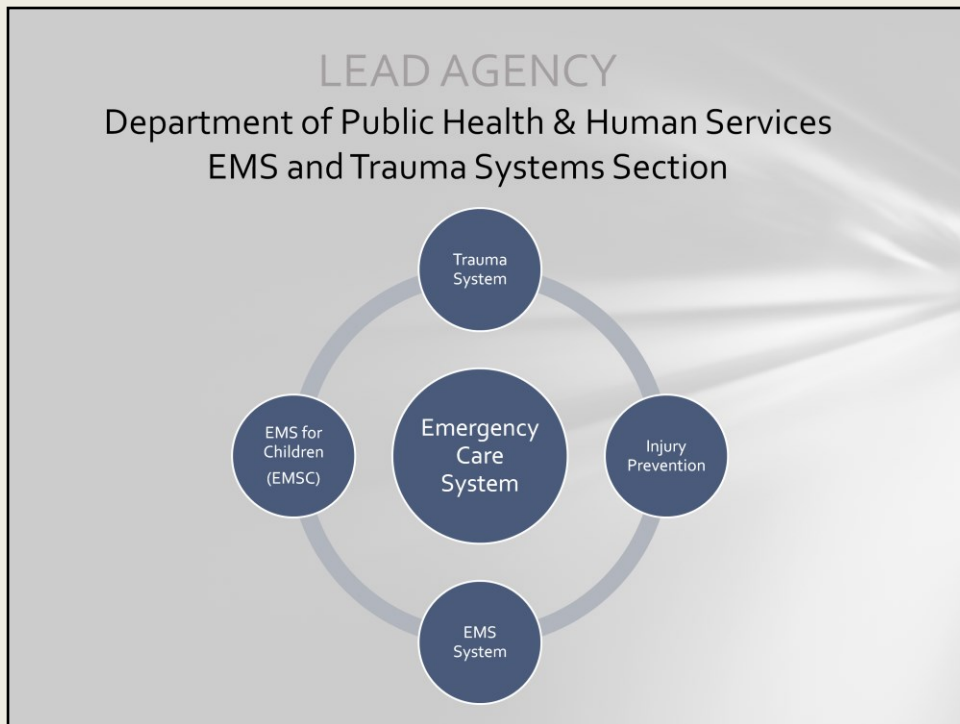 LEAD AGENCY
Department of Public Health & Human Services
EMS and Trauma Systems Section
Trauma
System
EMS for
Children
(EMSC)
Emergency
Care
System
Injury
Prevention
EMS
System